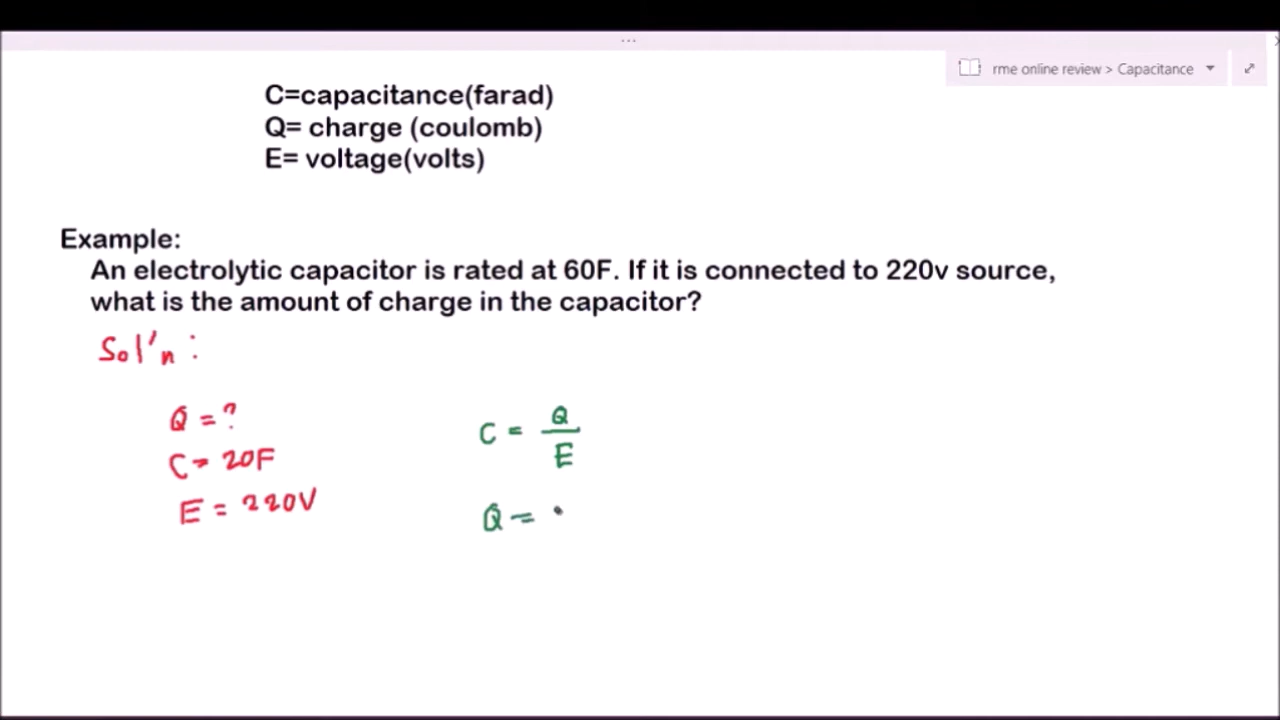 ...
rme online review > Capacitance
C=capacitance(farad)
Q= charge (coulomb)
E= voltage(volts)
Example:
An electrolytic capacitor is rated at 60F. If it is connected to 220v source,
what is the amount of charge in the capacitor?
Sol'n :
Q = ?
C = 20F
E = 220V
C = Q
E
Q =